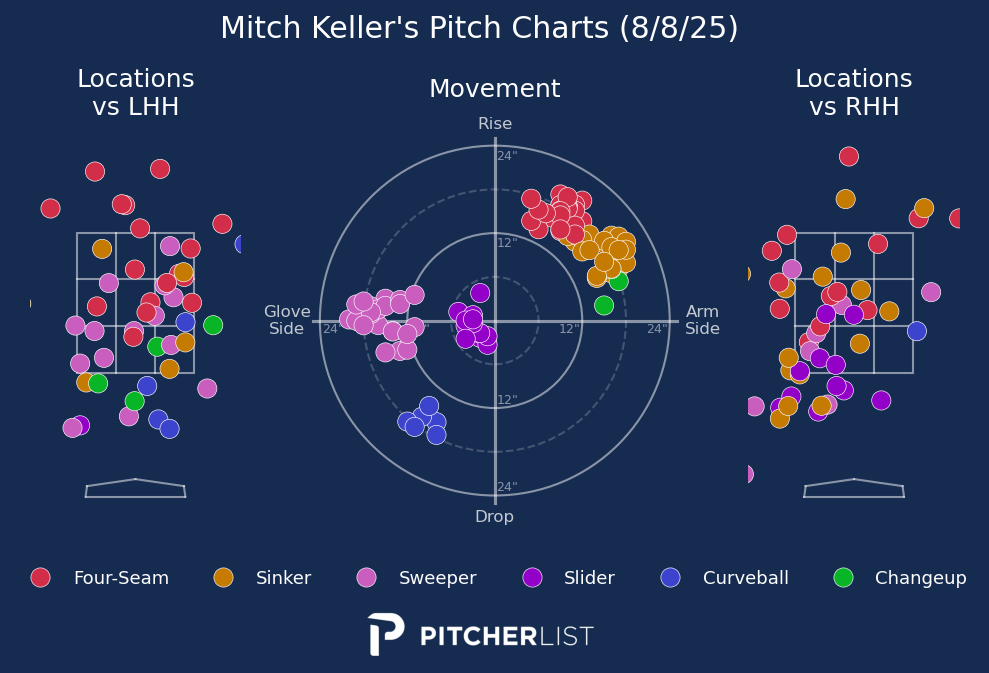 Mitch Keller's Pitch Charts (8/8/25)
Locations
vs LHH
Movement
Locations
vs RHH
Rise
24"
12"
Glove
Side
24"
12"
24"
Arm
Side
12"
24"
Drop
Four-Seam
Sinker
Sweeper
Slider
Curveball
Changeup
PITCHERLIST